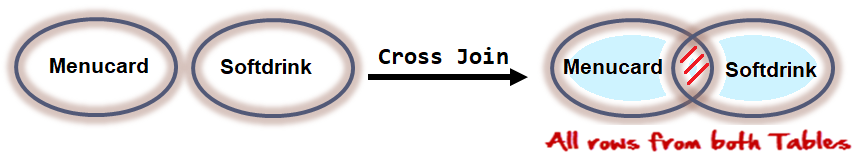 Menucard
Softdrink
Cross Join
Menucard
Softdrink
All rows from both Tables